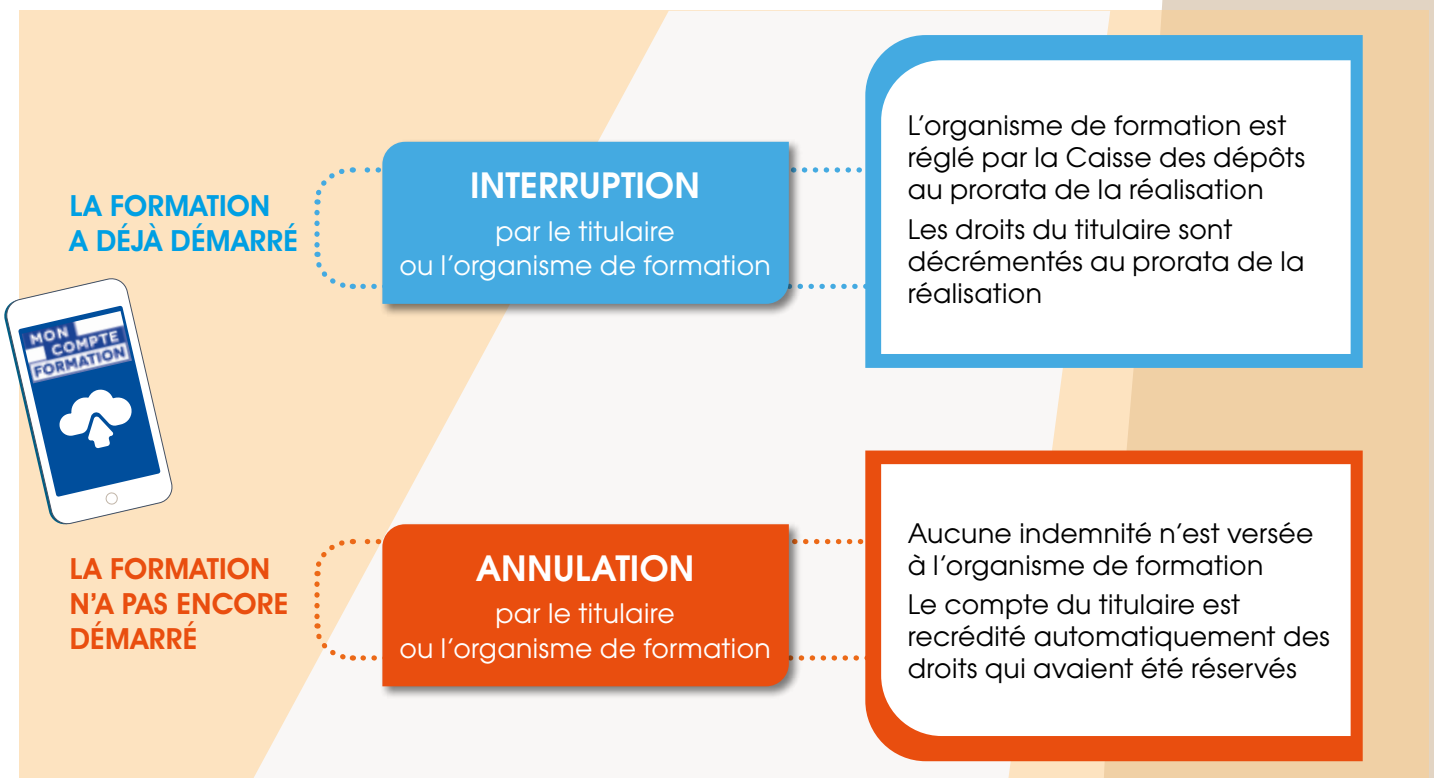 LA FORMATION
A DÉJÀ DÉMARRÉ
INTERRUPTION
par le titulaire
ou l'organisme de formation
L'organisme de formation est
réglé par la Caisse des dépôts
au prorata de la réalisation
Les droits du titulaire sont
décrémentés au prorata de la
réalisation
MON
COMPTE
FORMATION
LA FORMATION
N'A PAS ENCORE
DÉMARRÉ
ANNULATION
par le titulaire
ou l'organisme de formation
Aucune indemnité n'est versée
à l'organisme de formation
Le compte du titulaire est
recrédité automatiquement des
droits qui avaient été réservés